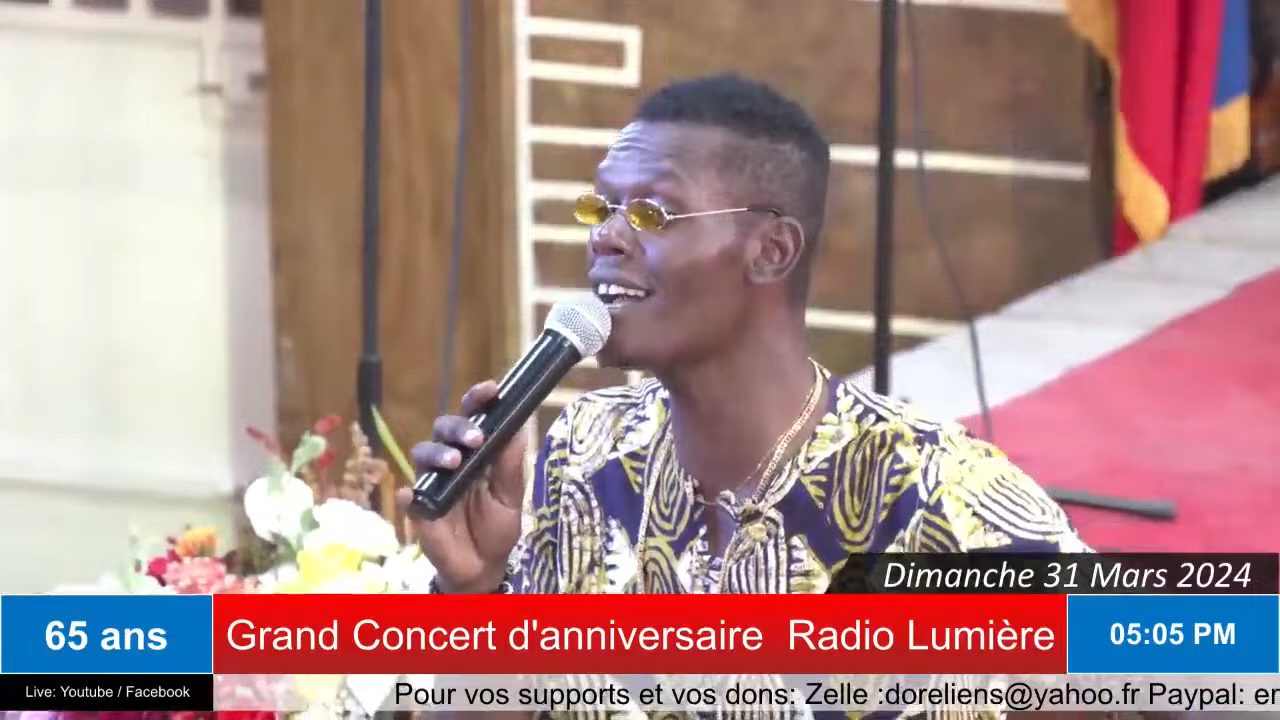 Dimanche 31 Mars 2024
65 ans
Grand Concert d'anniversaire Radio Lumière
05:05 PM
Live: Youtube / Facebook
Pour vos supports et vos dons: Zelle :doreliens@yahoo.fr Paypal: